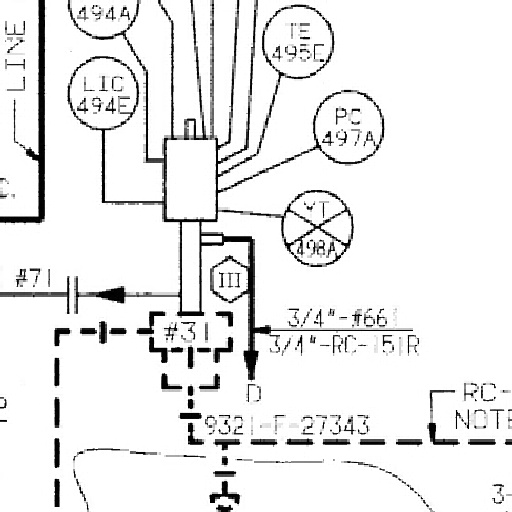 494A
LINE
TE
495E
LIC
494E
PC
497A
498A
#71
III
#31
3/4"-#661
3/4"-RC-151R
D
RC-
NOTE
9321-F-27343
3-